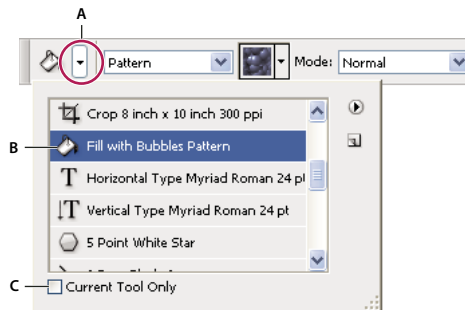 A
Pattern
Mode: Normal
Crop 8 inch x 10 inch 300 ppi
B
Fill with Bubbles Pattern
Horizontal Type Myriad Roman 24 pt
Vertical Type Myriad Roman 24 pt
5 Point White Star
C
Current Tool Only